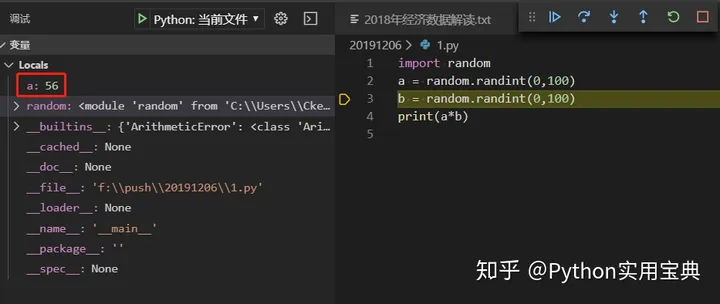 调试
Python: 当前文件
变量
Locals
a: 56
random: <module 'random' from 'C:\\Users\\Cke…
__builtins__: {'ArithmeticError': <class 'Ari…
__cached__: None
__doc__: None
__file__: 'f:\\push\\20191206\\1.py'
__loader__: None
__name__: '__main__'
__package__: ''
__spec__: None
2018年经济数据解读.txt
20191206 > 1.py
1 import random
2 a = random.randint(0,100)
3 b = random.randint(0,100)
4 print(a*b)
5
知乎 @Python实用宝典